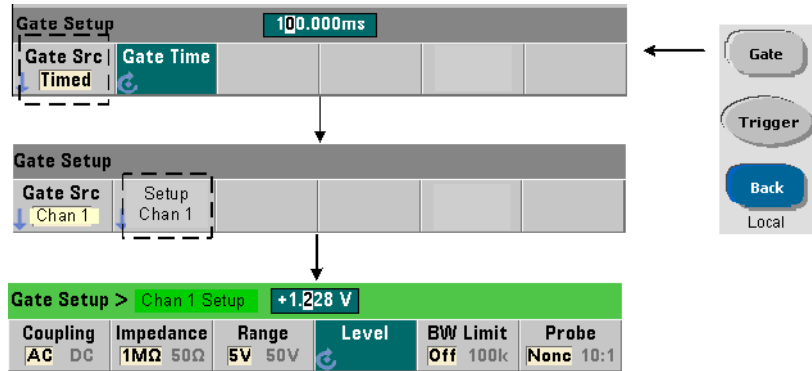 Gate Setup 100.000ms
Gate Src Gate Time
Timed
Gate
Trigger
Back
Local
Gate Setup
Gate Src Setup
Chan 1 Chan 1
Gate Setup > Chan 1 Setup +1.228 V
Coupling Impedance Range Level BW Limit Probe
AC DC 1MΩ 50Ω 5V 50V Off 100k None 10:1